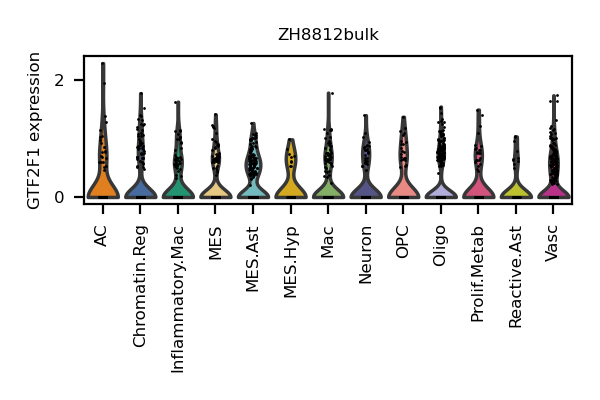 ZH8812bulk
GTF2F1 expression
2
0
AC
Chromatin.Reg
Inflammatory.Mac
MES
MES.Ast
MES.Hyp
Mac
Neuron
OPC
Oligo
Prolif.Metab
Reactive.Ast
Vasc